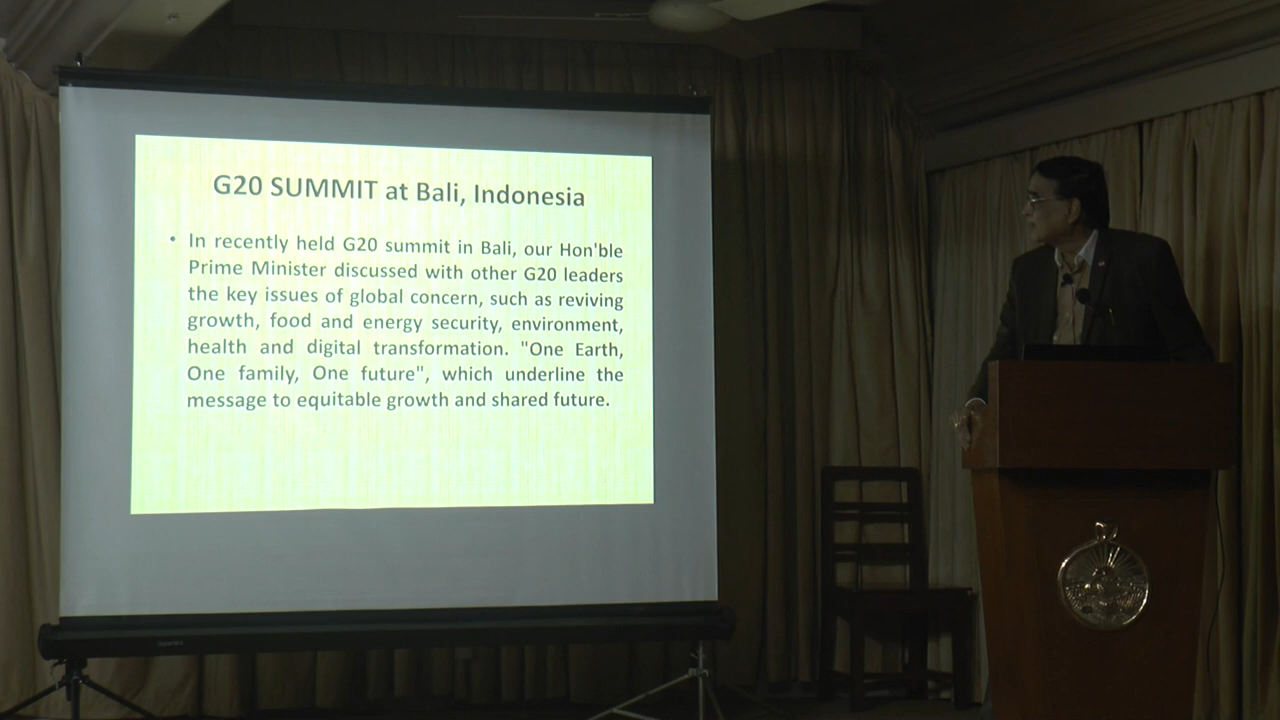 G20 SUMMIT at Bali, Indonesia
• In recently held G20 summit in Bali, our Hon'ble
Prime Minister discussed with other G20 leaders
the key issues of global concern, such as reviving
growth, food and energy security, environment,
health and digital transformation. "One Earth,
One family, One future", which underline the
message to equitable growth and shared future.